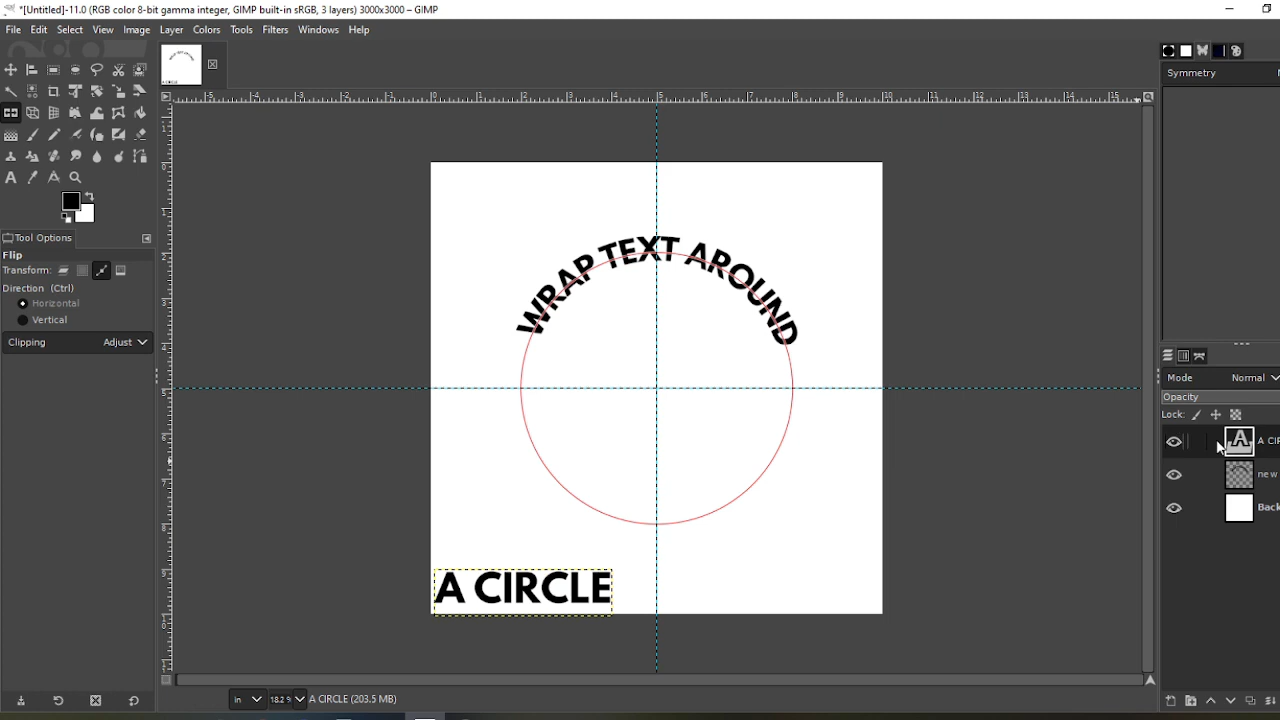 *[Untitled]-11.0 (RGB color 8-bit gamma integer, GIMP built-in sRGB, 3 layers) 3000x3000 – GIMP
File Edit Select View Image Layer Colors Tools Filters Windows Help
Symmetry
Tool Options
Flip
Transform:
Direction (Ctrl)
Horizontal
Vertical
Clipping Adjust
WRAP TEXT AROUND
A CIRCLE
Mode Normal
Opacity
Lock:
A CIR
new
Back
in 18.2 % A CIRCLE (203.5 MB)